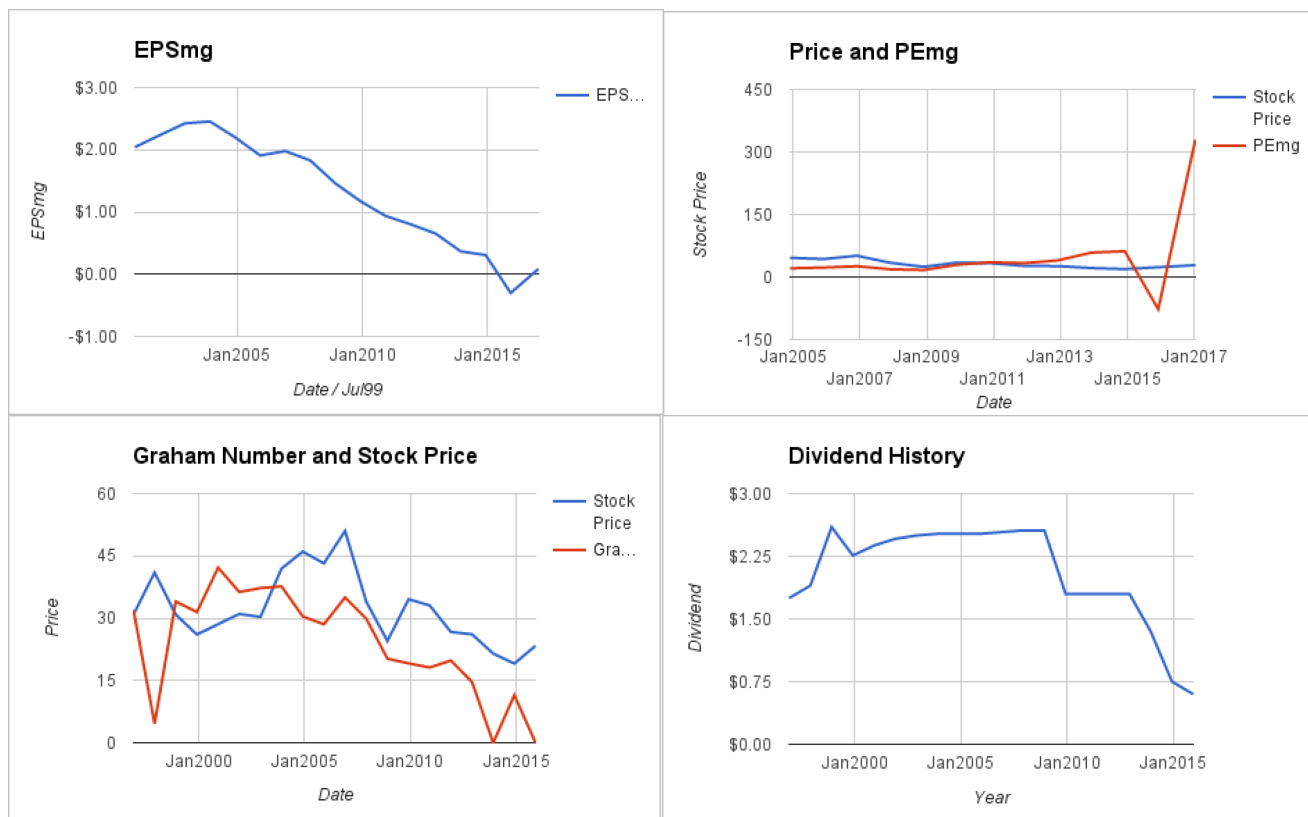 EPSmg
$3.00
$2.00
$1.00
$0.00
-$1.00
EPSmg
Jan2005
Jan2010
Jan2015
Date / Jul99
EPS…
Price and PEmg
450
300
150
0
-150
Stock Price
Jan2005
Jan2009
Jan2013
Jan2017
Jan2007
Jan2011
Jan2015
Date
Stock
Price
PEmg
Graham Number and Stock Price
60
45
30
15
0
Price
Jan2000
Jan2005
Jan2010
Jan2015
Date
Stock
Price
Gra…
Dividend History
$3.00
$2.25
$1.50
$0.75
$0.00
Dividend
Jan2000
Jan2005
Jan2010
Jan2015
Year